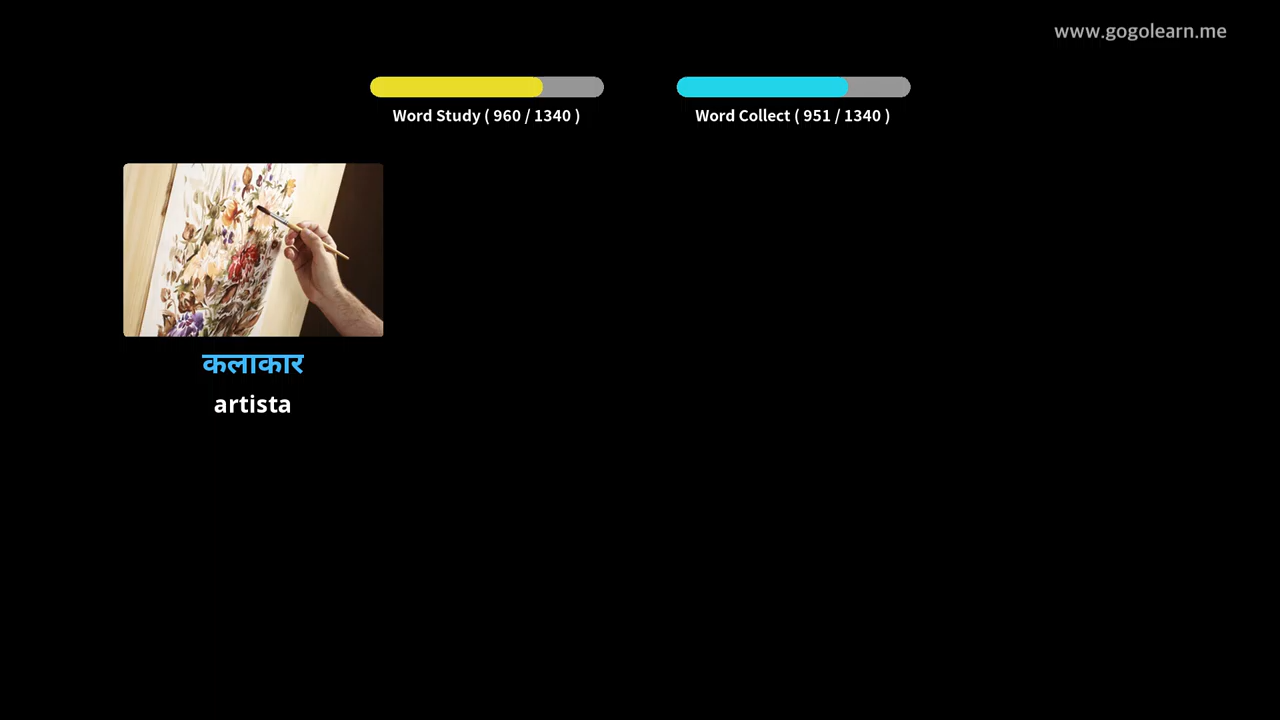 www.gogolearn.me
Word Study ( 960 / 1340 )
Word Collect ( 951 / 1340 )
कलाकार
artista